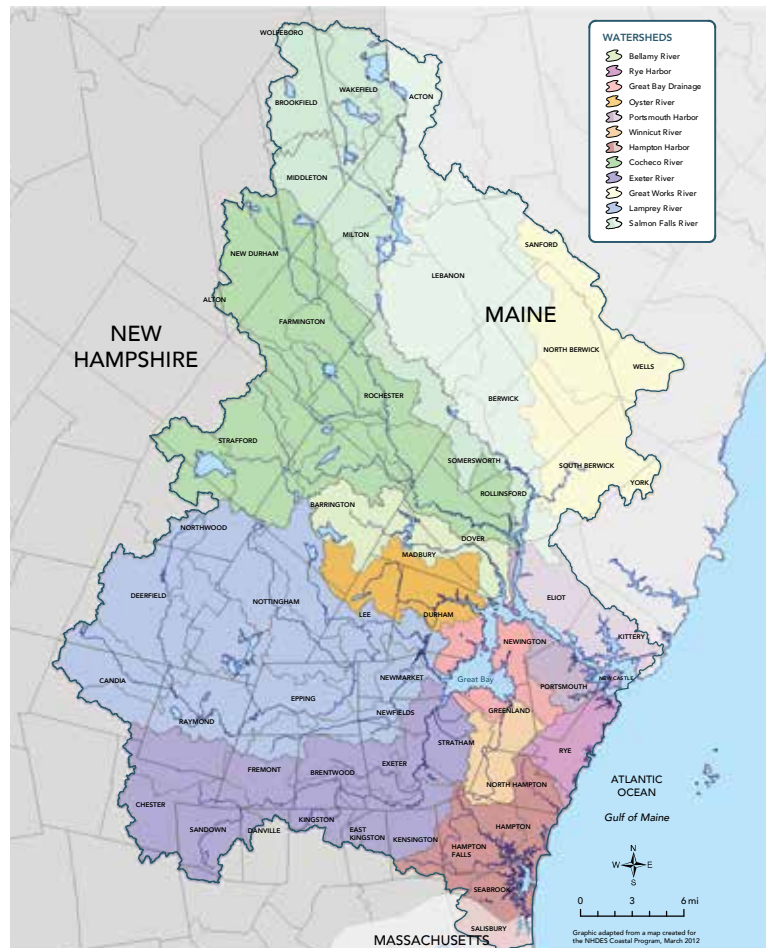 WOLFEBORO
WATERSHEDS
Bellamy River
Rye Harbor
Great Bay Drainage
Oyster River
Portsmouth Harbor
Winnicut River
Hampton Harbor
Cocheco River
Exeter River
Great Works River
Lamprey River
Salmon Falls River
WAKEFIELD
ACTON
BROOKFIELD
MIDDLETON
MILTON
SANFORD
NEW DURHAM
LEBANON
ALTON
MAINE
FARMINGTON
NEW
HAMPSHIRE
NORTH BERWICK
WELLS
ROCHESTER
BERWICK
STRAFFORD
SOMERSWORTH
SOUTH BERWICK
YORK
ROLLINSFORD
BARRINGTON
NORTHWOOD
DOVER
MADBURY
DEERFIELD
NOTTINGHAM
ELIOT
LEE
DURHAM
KITTERY
NEWINGTON
CANDIA
NEWMARKET
Great Bay
NEW CASTLE
PORTSMOUTH
EPPING
RAYMOND
NEWFIELDS
GREENLAND
STRATHAM
RYE
FREMONT
BRENTWOOD
EXETER
ATLANTIC
OCEAN
NORTH HAMPTON
CHESTER
Gulf of Maine
SANDOWN
DANVILLE
KINGSTON
EAST
KINGSTON
KENSINGTON
HAMPTON
HAMPTON
FALLS
N
W
E
S
SEABROOK
0 3 6 mi
SALISBURY
MASSACHUSETTS
Graphic adapted from a map created for
the NHDES Coastal Program, March 2012